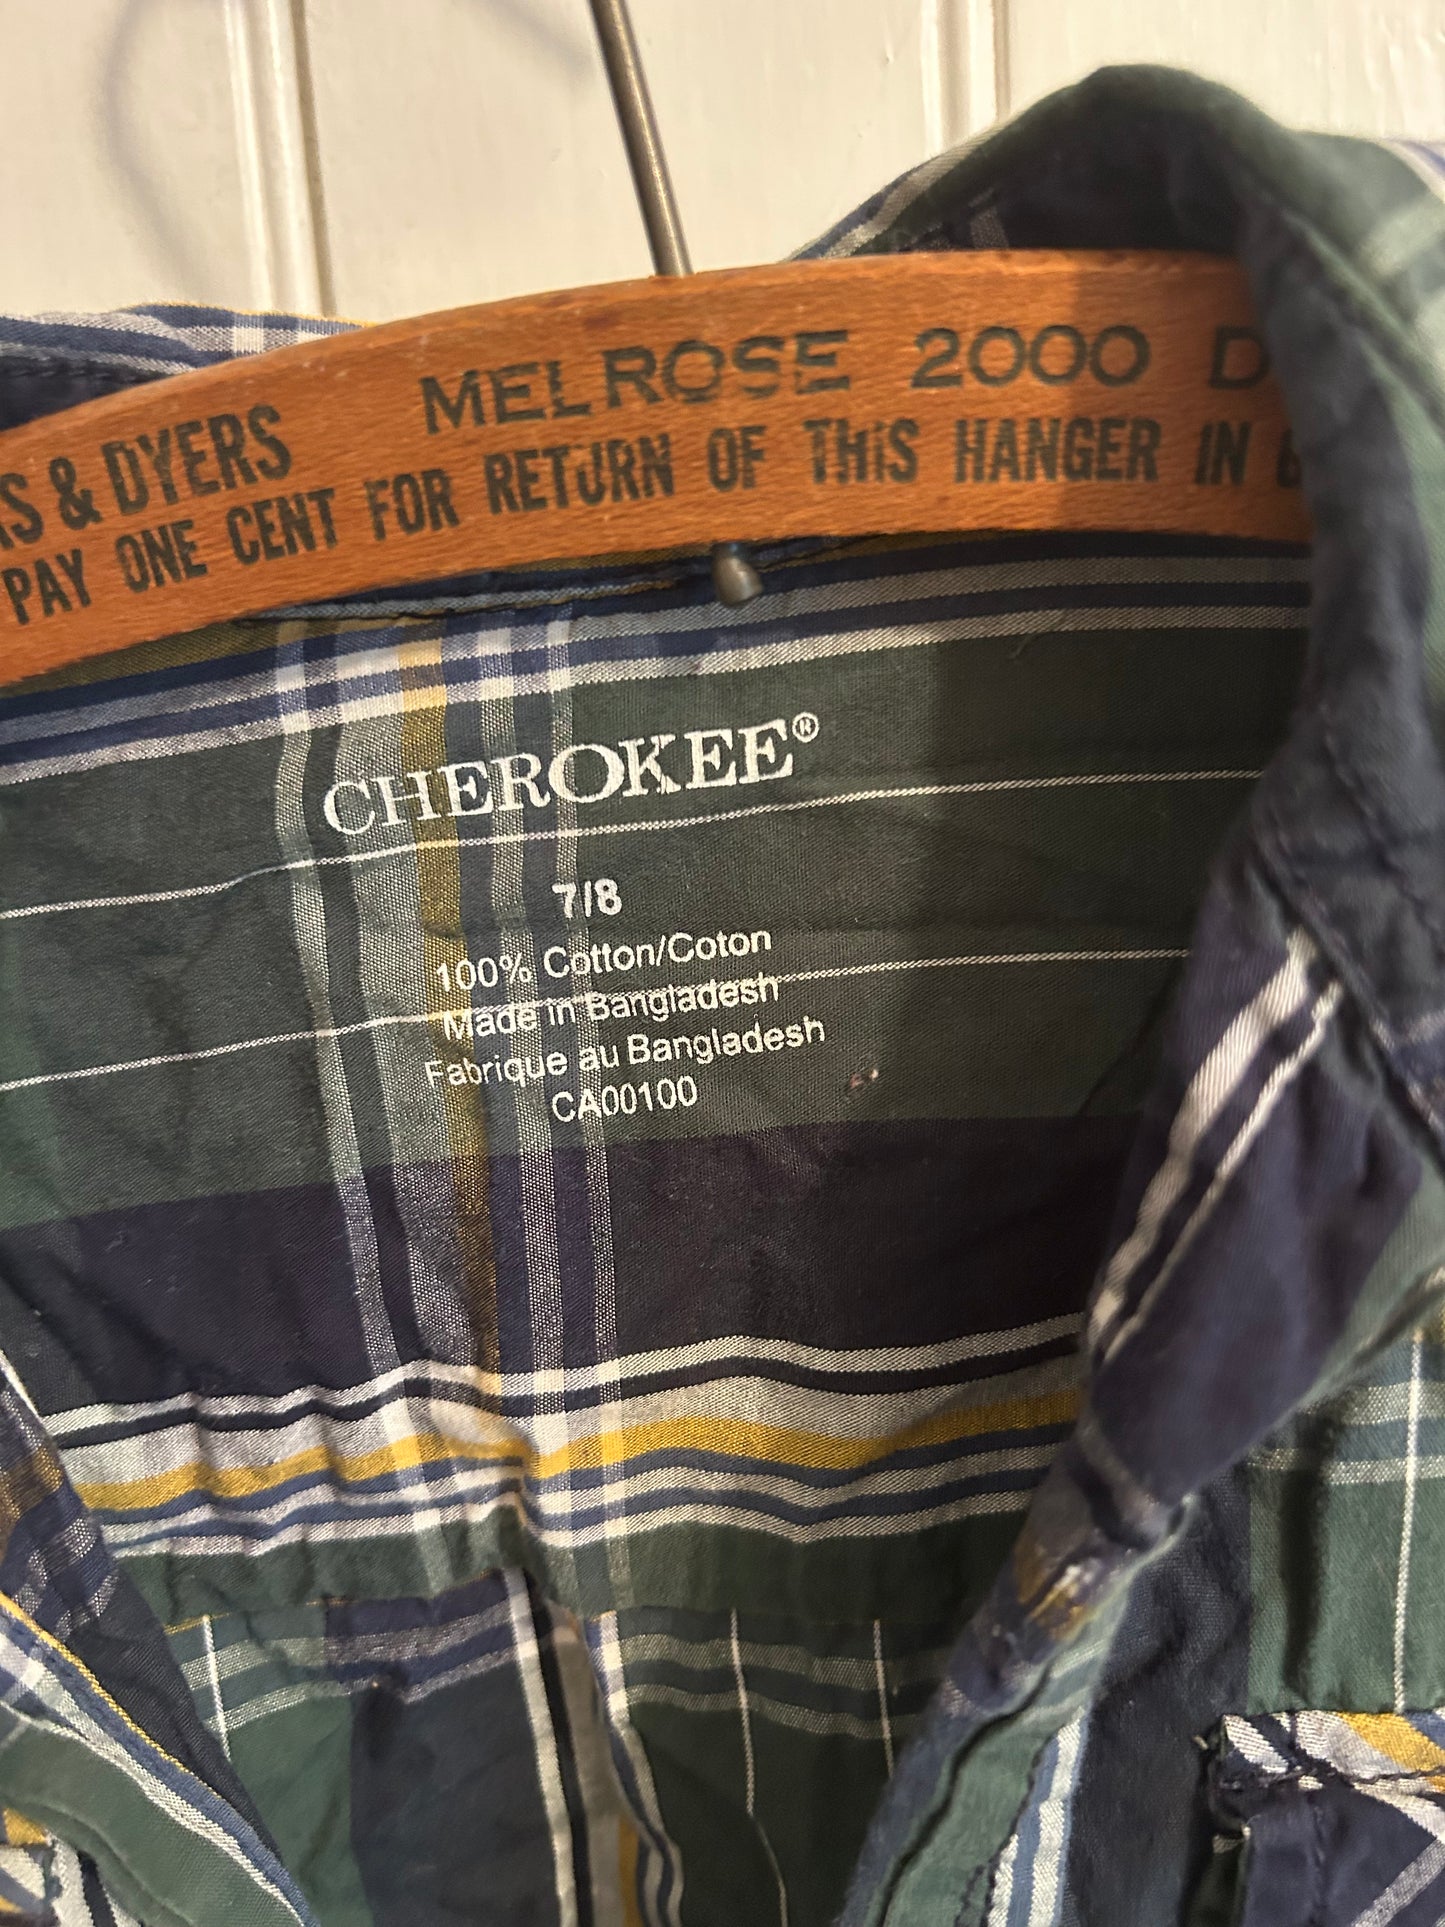 & DYERS MELROSE 2000
PAY ONE CENT FOR RETURN OF THIS HANGER IN
CHEROKEE®
7/8
100% Cotton/Coton
Made in Bangladesh
Fabriqué au Bangladesh
CA00100